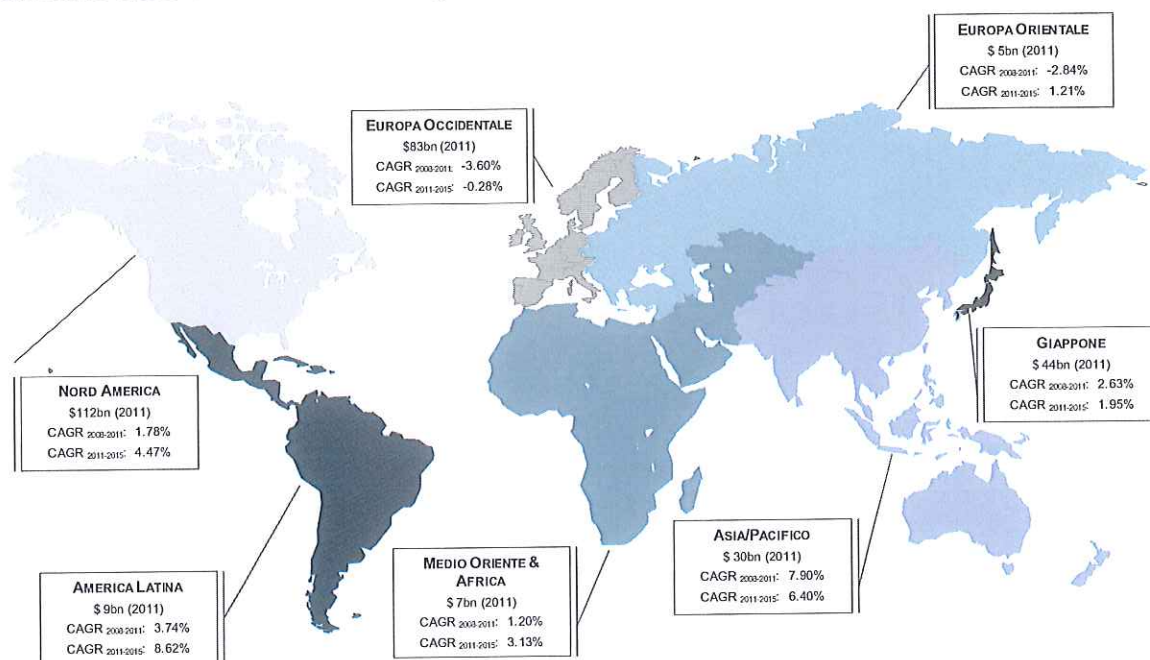 EUROPA ORIENTALE
$ 5bn (2011)
CAGR 2008-2011: -2.84%
CAGR 2011-2015: 1.21%
EUROPA OCCIDENTALE
$83bn (2011)
CAGR 2008-2011: -3.60%
CAGR 2011-2015: -0.28%
GIAPPONE
$ 44bn (2011)
CAGR 2008-2011: 2.63%
CAGR 2011-2015: 1.95%
NORD AMERICA
$112bn (2011)
CAGR 2008-2011: 1.78%
CAGR 2011-2015: 4.47%
ASIA/PACIFICO
$ 30bn (2011)
CAGR 2008-2011: 7.90%
CAGR 2011-2015: 6.40%
MEDIO ORIENTE &
AFRICA
$ 7bn (2011)
CAGR 2008-2011: 1.20%
CAGR 2011-2015: 3.13%
AMERICA LATINA
$ 9bn (2011)
CAGR 2008-2011: 3.74%
CAGR 2011-2015: 8.62%